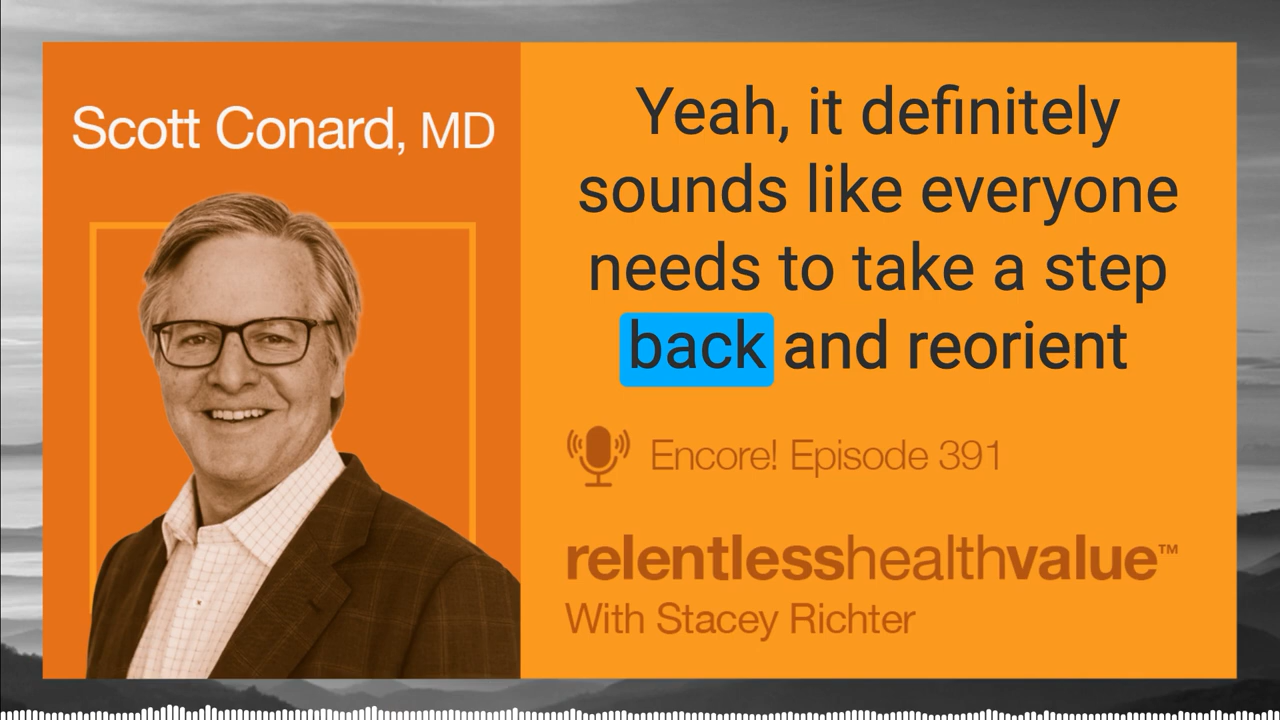 Scott Conard, MD
Yeah, it definitely
sounds like everyone
needs to take a step
back and reorient
Encore! Episode 391
relentlesshealthvalue™
With Stacey Richter